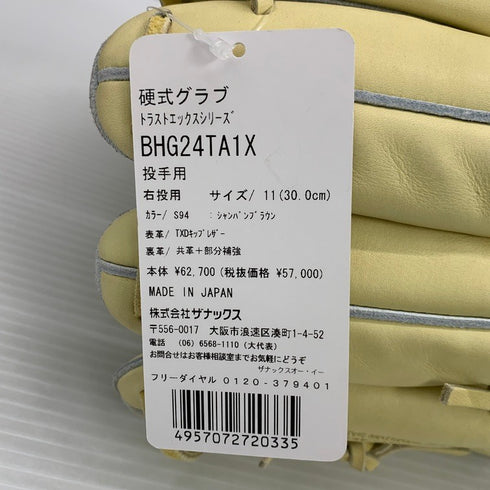 硬式グラブ
トラストエックスシリーズ
BHG24TA1X
投手用
右投用 サイズ/ 11(30.0cm)
カラー/ S94 :シャンパンブラウン
表革/ TXDキップレザー
裏革/ 共革+部分補強
本体 ¥62,700(税抜価格 ¥57,000)
MADE IN JAPAN
株式会社ザナックス
〒556-0017 大阪市浪速区湊町1-4-52
電話 (06) 6568-1110(大代表)
お問合せはお客様相談室までお気軽にどうぞ
ザナックスオー・イー
フリーダイヤル 0120-379401
4957072720335